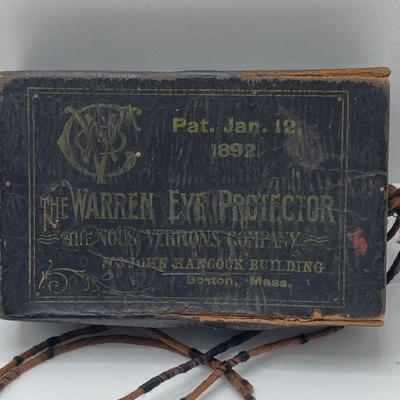 Pat. Jan. 12,
1892.
THE WARREN EYE PROTECTOR
THE NOUS VERRONS COMPANY
JOHN HANCOCK BUILDING
Boston, Mass.